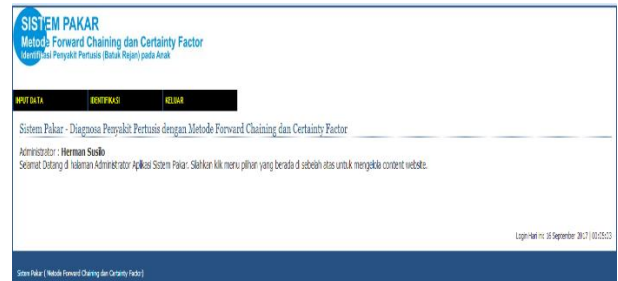 SISTEM PAKAR
Metode Forward Chaining dan Certainty Factor
Identifikasi Penyakit Pertusis (Batuk Rejan) pada Anak
INPUT DATA IDENTIFIKASI KELUAR
Sistem Pakar - Diagnosa Penyakit Pertusis dengan Metode Forward Chaining dan Certainty Factor
Administrator : Herman Susilo
Selamat Datang di halaman Administrator Aplikasi Sistem Pakar. Silahkan klik menu pilihan yang berada di sebelah atas untuk mengelola content website.
Login Hari ini: 16 September 2017 |
Sistem Pakar ( Metode Forward Chaining dan Certainty Factor)